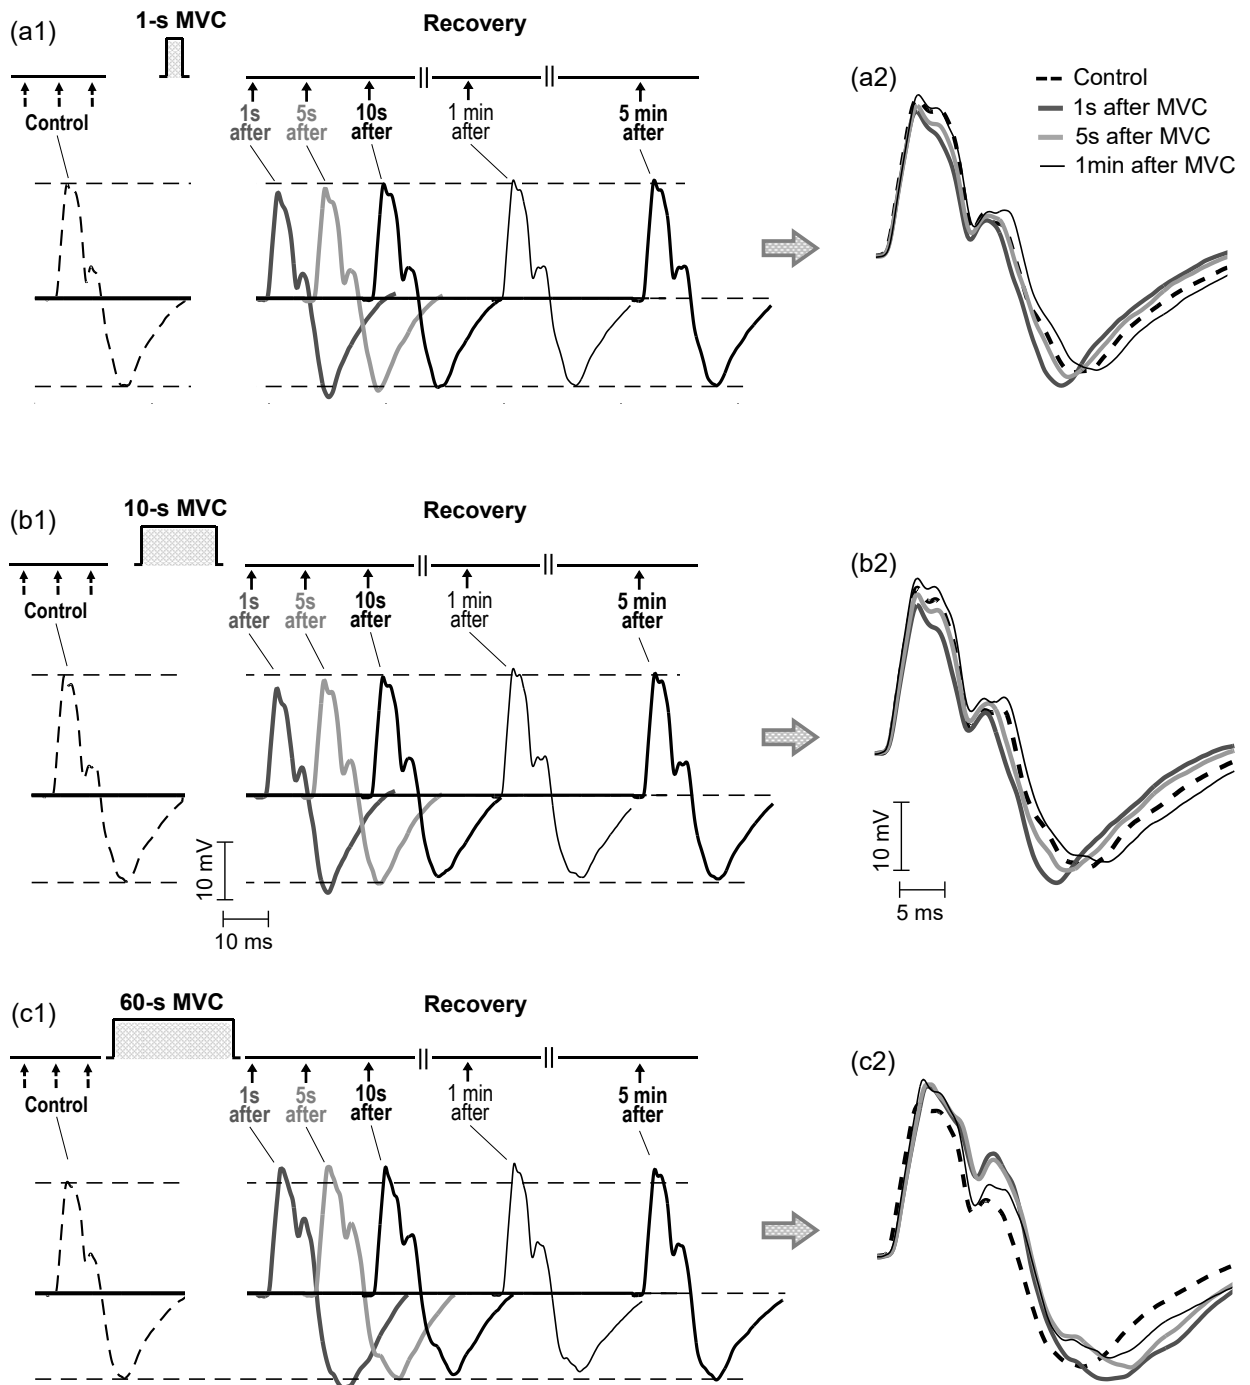 (a1)
1-s MVC
Recovery
Control
1s after
5s after
10s after
1 min after
5 min after
(a2)
Control
1s after MVC
5s after MVC
1min after MVC
(b1)
10-s MVC
Recovery
Control
1s after
5s after
10s after
1 min after
5 min after
10 mV
10 ms
(b2)
10 mV
5 ms
(c1)
60-s MVC
Recovery
Control
1s after
5s after
10s after
1 min after
5 min after
(c2)